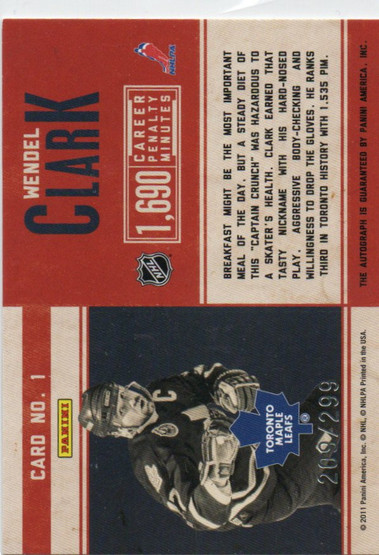 CARD NO. 1
PANINI
TORONTO
MAPLE
LEAFS
209/299
© 2011 Panini America, Inc. © NHL, © NHLPA Printed in the USA.
WENDEL
CLARK
NHLPA
1,690
CAREER
PENALTY
MINUTES
NHL
BREAKFAST MIGHT BE THE MOST IMPORTANT
MEAL OF THE DAY, BUT A STEADY DIET OF
THIS "CAPTAIN CRUNCH" WAS HAZARDOUS TO
A SKATER'S HEALTH. CLARK EARNED THAT
TASTY NICKNAME WITH HIS HARD-NOSED
PLAY, AGGRESSIVE BODY-CHECKING AND
WILLINGNESS TO DROP THE GLOVES. HE RANKS
THIRD IN TORONTO HISTORY WITH 1,535 PIM.
THE AUTOGRAPH IS GUARANTEED BY PANINI AMERICA, INC.